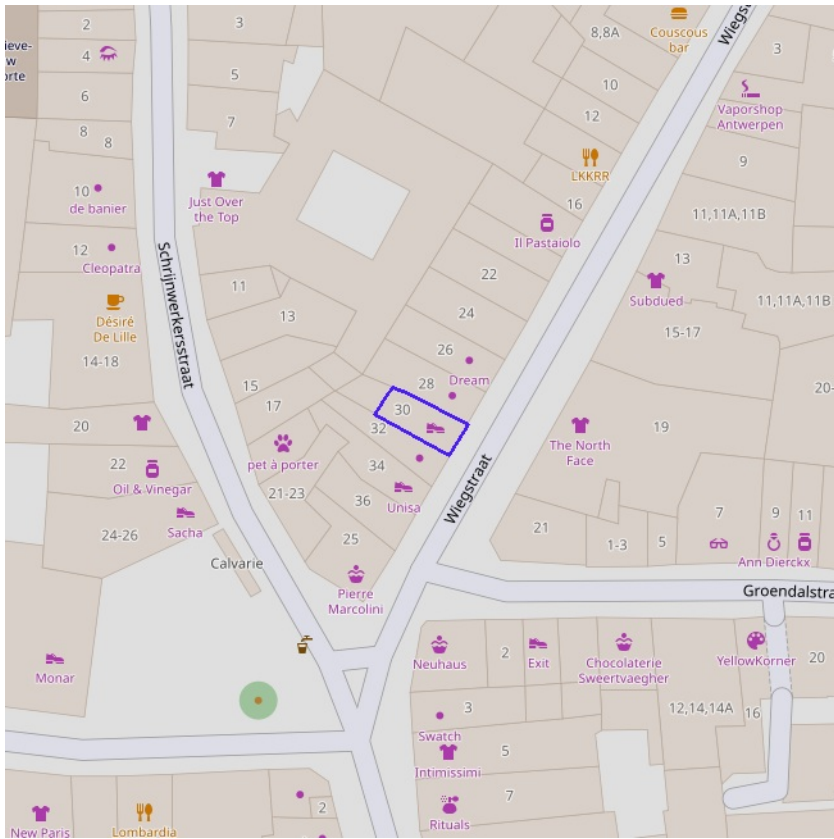 2
3
8,8A
Couscous
bar
Wiegstr
3
ieve-
w
orte
4
5
10
6
Vaporshop
Antwerpen
12
7
8
8
LKKRR
9
10
de banier
Just Over
the Top
16
11,11A,11B
Il Pastaiolo
12
Cleopatra
13
22
11
Subdued
11,11A,11B
Désiré
De Lille
Schrijnwerkersstraat
13
24
15-17
14-18
26
15
28
Dream
20-
17
30
20
32
The North
Face
19
22
pet à porter
34
Oil & Vinegar
21-23
36
Unisa
Wiegstraat
7
9
11
Sacha
24-26
25
21
1-3
5
Ann Dierckx
Calvarie
Pierre
Marcolini
Groendalstra
Monar
Neuhaus
2
Exit
Chocolaterie
Sweertvaegher
YellowKorner
20
3
12,14,14A
16
Swatch
5
Intimissimi
7
2
New Paris
Lombardia
Rituals